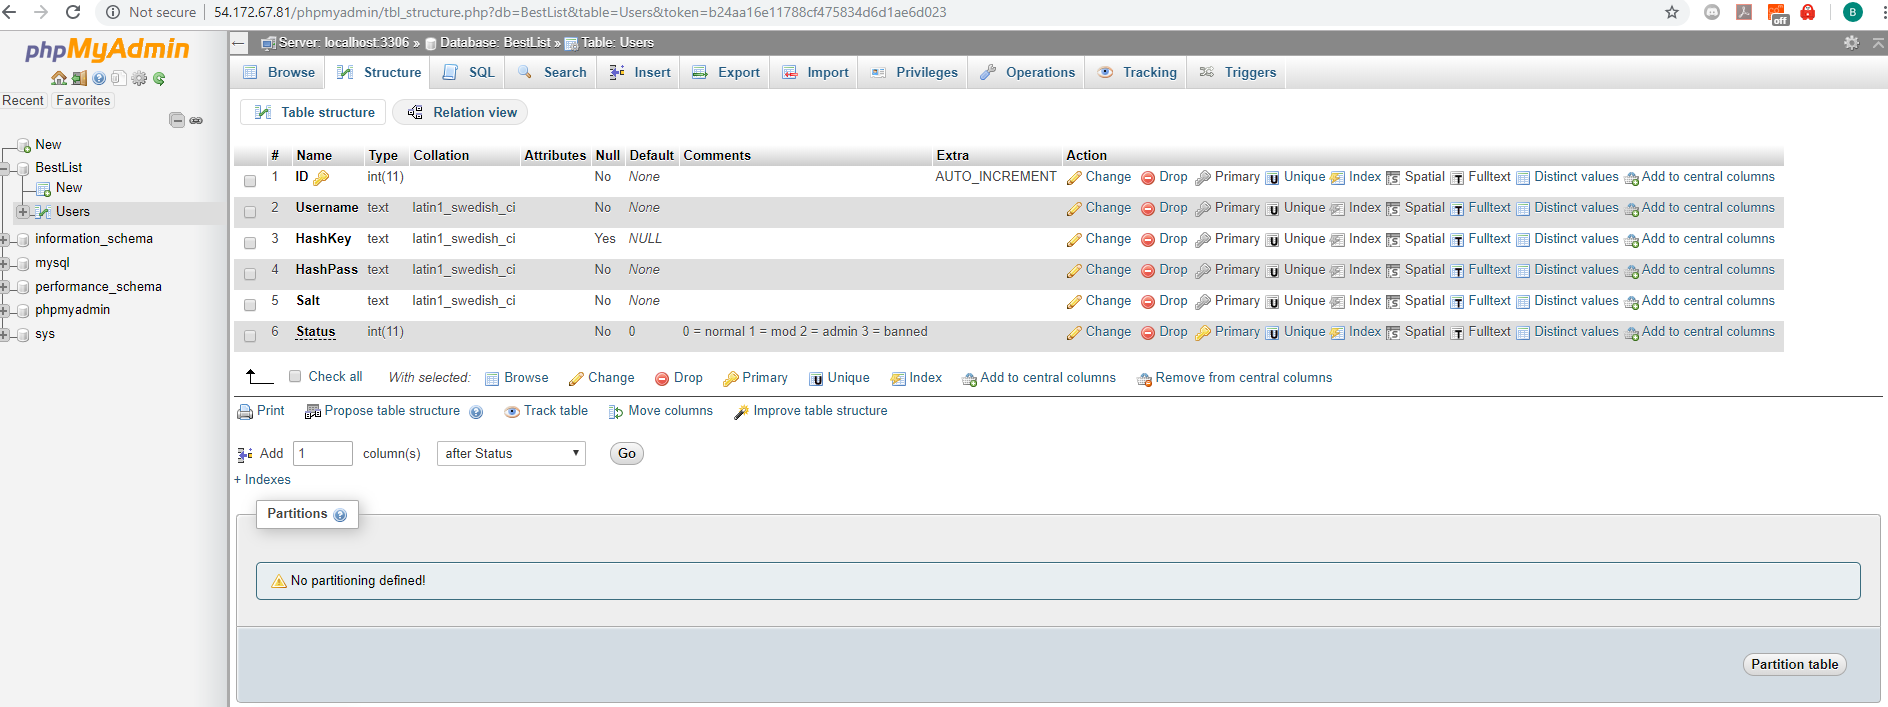 Not secure | 54.172.67.81/phpmyadmin/tbl_structure.php?db=BestList&table=Users&token=b24aa16e11788cf475834d6d1ae6d023
off
B
phpMyAdmin
Recent Favorites
New
BestList
New
Users
information_schema
mysql
performance_schema
phpmyadmin
sys
Server: localhost:3306 » Database: BestList » Table: Users
Browse Structure SQL Search Insert Export Import Privileges Operations Tracking Triggers
Table structure Relation view
# Name Type Collation Attributes Null Default Comments Extra Action
1 ID int(11) No None AUTO_INCREMENT Change Drop Primary Unique Index Spatial Fulltext Distinct values Add to central columns
2 Username text latin1_swedish_ci No None Change Drop Primary Unique Index Spatial Fulltext Distinct values Add to central columns
3 HashKey text latin1_swedish_ci Yes NULL Change Drop Primary Unique Index Spatial Fulltext Distinct values Add to central columns
4 HashPass text latin1_swedish_ci No None Change Drop Primary Unique Index Spatial Fulltext Distinct values Add to central columns
5 Salt text latin1_swedish_ci No None Change Drop Primary Unique Index Spatial Fulltext Distinct values Add to central columns
6 Status int(11) No 0 0 = normal 1 = mod 2 = admin 3 = banned Change Drop Primary Unique Index Spatial Fulltext Distinct values Add to central columns
Check all With selected: Browse Change Drop Primary Unique Index Add to central columns Remove from central columns
Print Propose table structure Track table Move columns Improve table structure
Add 1 column(s) after Status Go
+ Indexes
Partitions
No partitioning defined!
Partition table